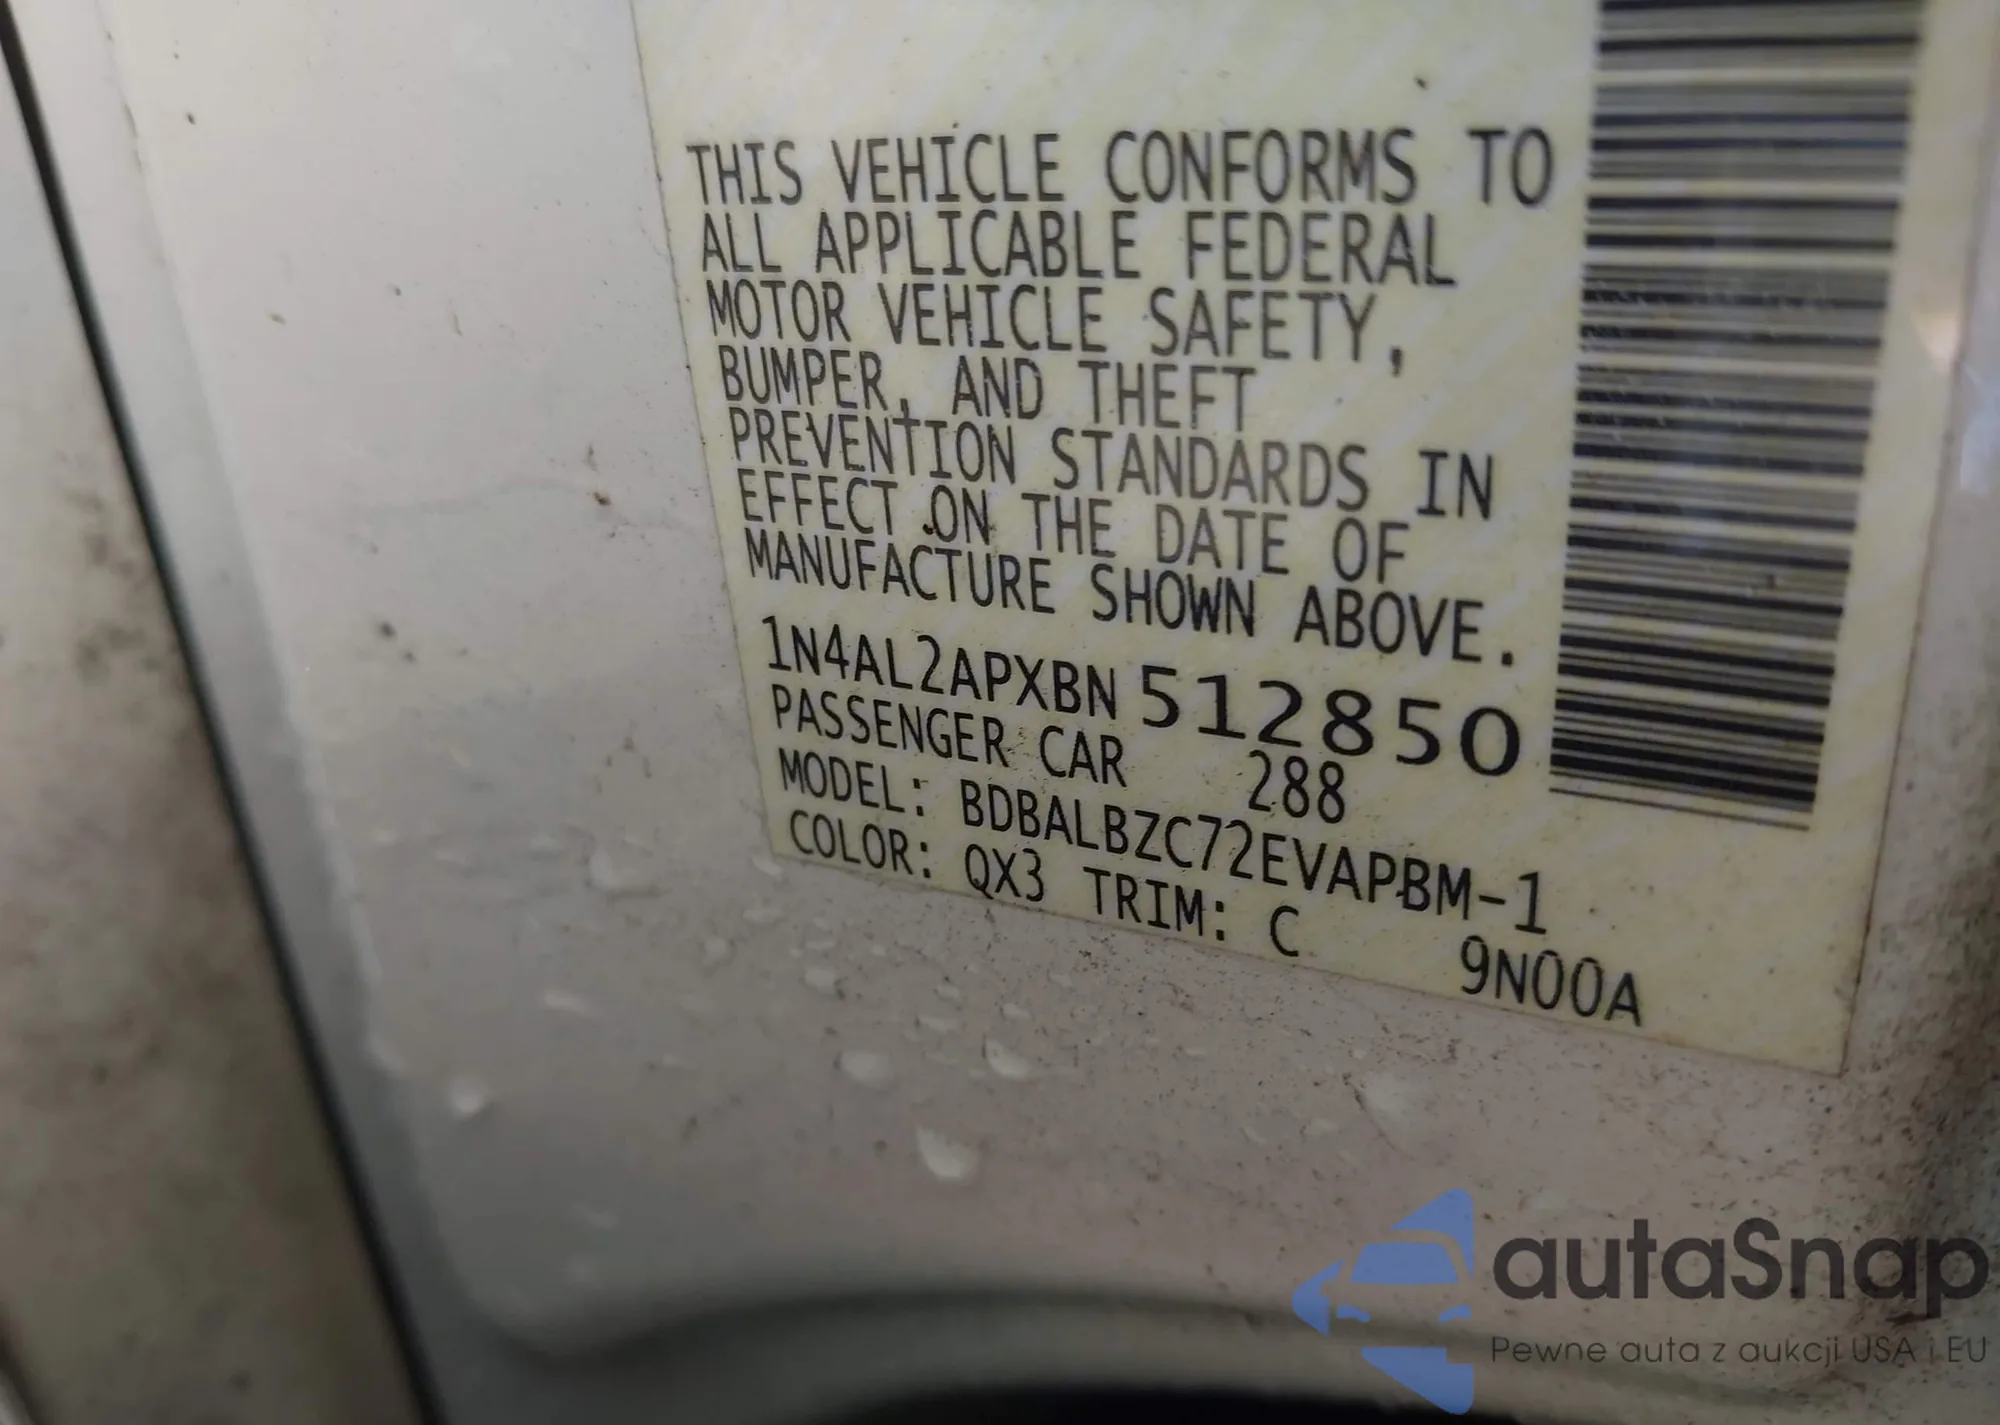 THIS VEHICLE CONFORMS TO
ALL APPLICABLE FEDERAL
MOTOR VEHICLE SAFETY,
BUMPER, AND THEFT
PREVENTION STANDARDS IN
EFFECT ON THE DATE OF
MANUFACTURE SHOWN ABOVE.
1N4AL2APXBN 512850
PASSENGER CAR 288
MODEL: BDBALBZC72EVAPBM-1
COLOR: QX3 TRIM: C
9N00A
autaSnap
Pewne auta z aukcji USA i EU